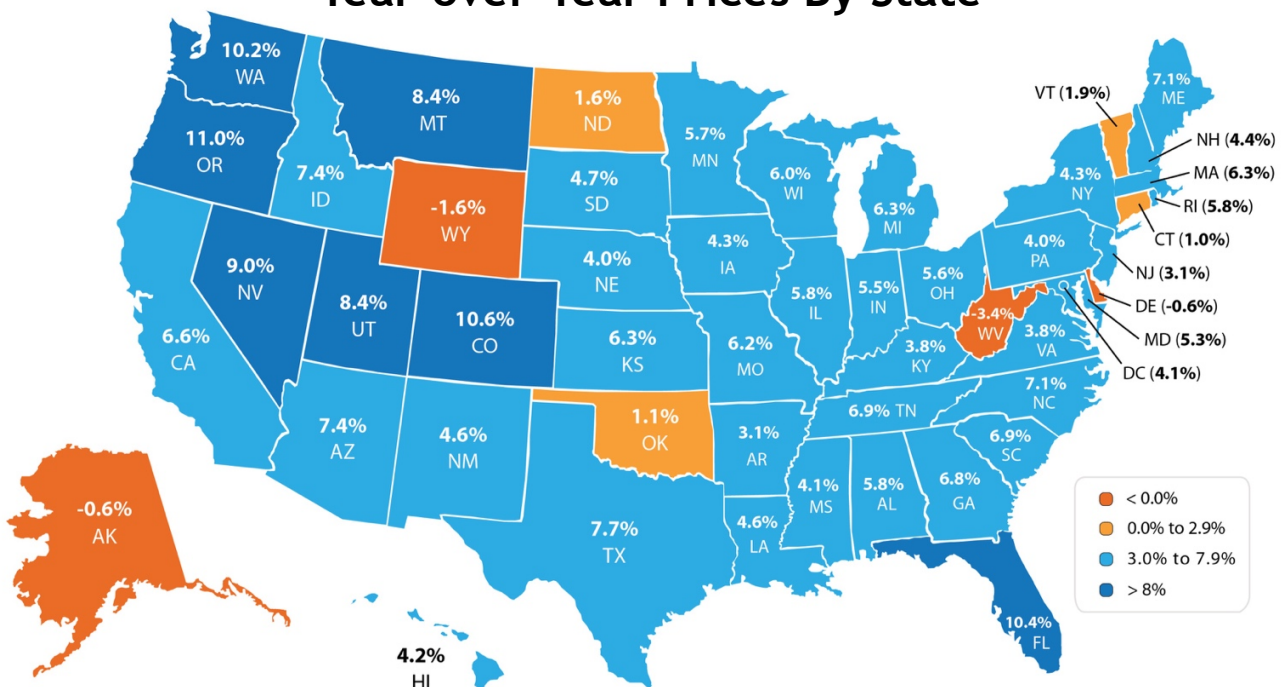 Year-over-Year Prices By State
10.2%
WA
11.0%
OR
8.4%
MT
7.4%
ID
-1.6%
WY
1.6%
ND
4.7%
SD
4.0%
NE
6.3%
KS
5.7%
MN
6.0%
WI
6.3%
MI
4.3%
IA
5.8%
IL
5.5%
IN
5.6%
OH
6.2%
MO
3.8%
KY
-3.4%
WV
3.8%
VA
4.0%
PA
4.3%
NY
7.1%
ME
VT (1.9%)
NH (4.4%)
MA (6.3%)
RI (5.8%)
CT (1.0%)
NJ (3.1%)
DE (-0.6%)
MD (5.3%)
DC (4.1%)
9.0%
NV
8.4%
UT
10.6%
CO
6.6%
CA
7.4%
AZ
4.6%
NM
1.1%
OK
3.1%
AR
6.9% TN
7.1%
NC
6.9%
SC
6.8%
GA
5.8%
AL
4.1%
MS
4.6%
LA
7.7%
TX
10.4%
FL
-0.6%
AK
4.2%
HI
< 0.0%
0.0% to 2.9%
3.0% to 7.9%
> 8%